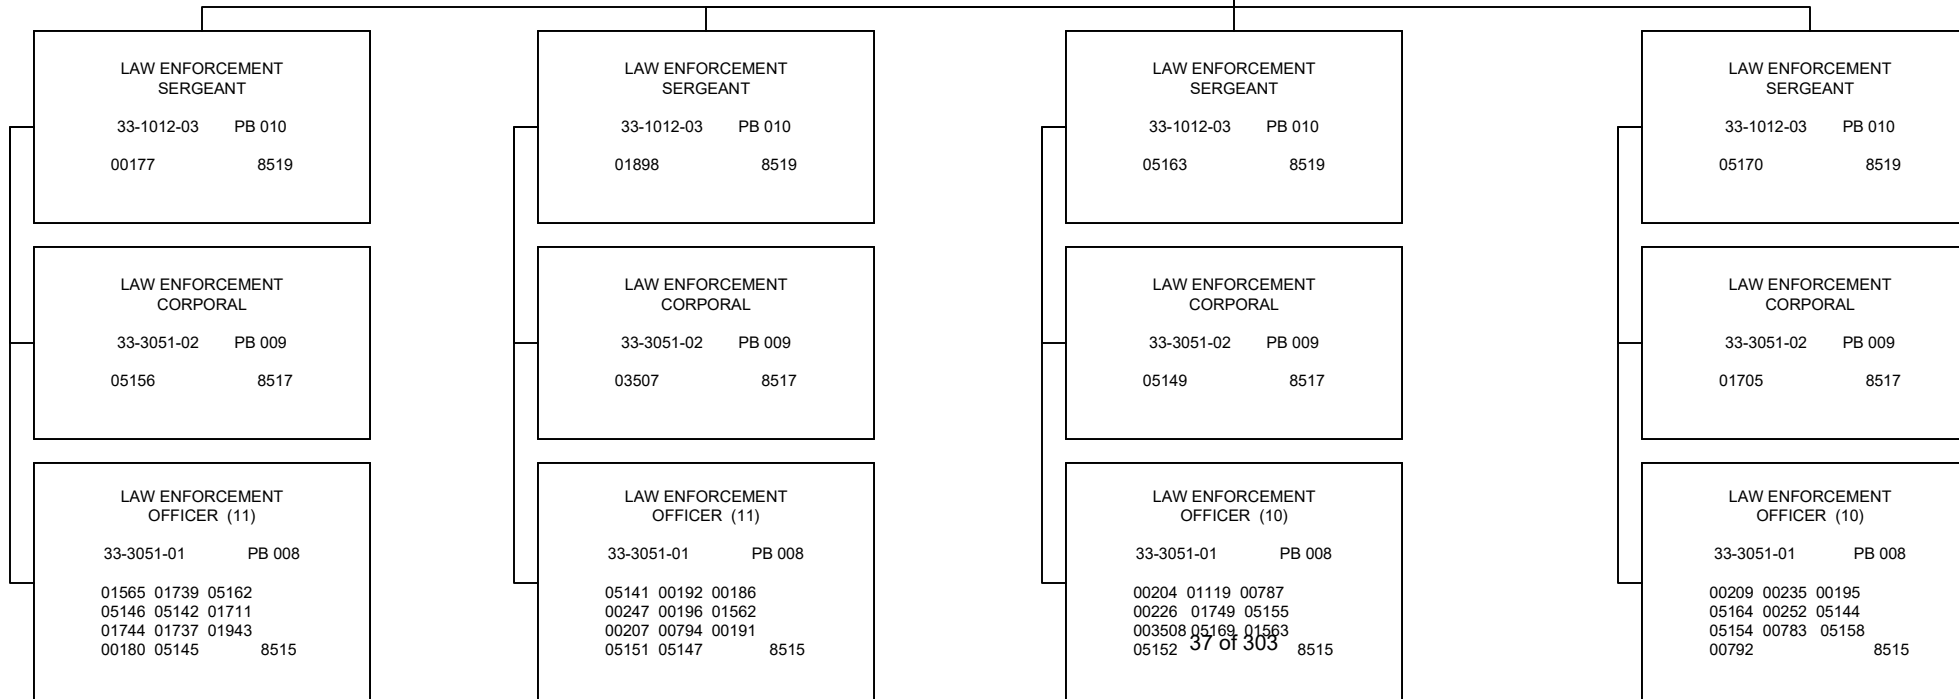 LAW ENFORCEMENT
SERGEANT
33-1012-03 PB 010
00177 8519
LAW ENFORCEMENT
CORPORAL
33-3051-02 PB 009
05156 8517
LAW ENFORCEMENT
OFFICER (11)
33-3051-01 PB 008
01565 01739 05162
05146 05142 01711
01744 01737 01943
00180 05145 8515
LAW ENFORCEMENT
SERGEANT
33-1012-03 PB 010
01898 8519
LAW ENFORCEMENT
CORPORAL
33-3051-02 PB 009
03507 8517
LAW ENFORCEMENT
OFFICER (11)
33-3051-01 PB 008
05141 00192 00186
00247 00196 01562
00207 00794 00191
05151 05147 8515
LAW ENFORCEMENT
SERGEANT
33-1012-03 PB 010
05163 8519
LAW ENFORCEMENT
CORPORAL
33-3051-02 PB 009
05149 8517
LAW ENFORCEMENT
OFFICER (10)
33-3051-01 PB 008
00204 01119 00787
00226 01749 05155
003508 05169 01563
05152 8515
37 of 303
LAW ENFORCEMENT
SERGEANT
33-1012-03 PB 010
05170 8519
LAW ENFORCEMENT
CORPORAL
33-3051-02 PB 009
01705 8517
LAW ENFORCEMENT
OFFICER (10)
33-3051-01 PB 008
00209 00235 00195
05164 00252 05144
05154 00783 05158
00792 8515